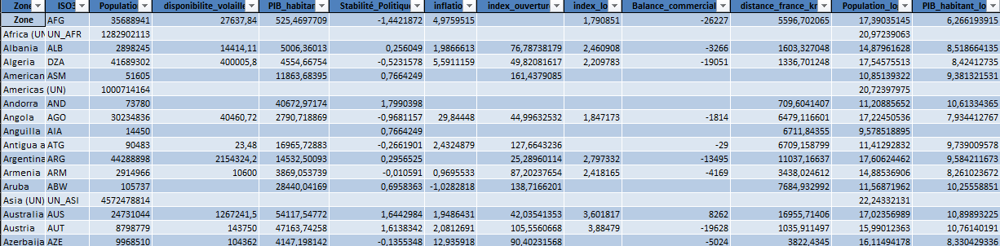 Zone ISO3 Population disponibilite_volaille PIB_habitant Stabilité_Politique inflatio index_ouvertur index_lo Balance_commercial distance_france_kr Population_log PIB_habitant_lo
Zone AFG 35688941 27637,84 525,4697709 -1,4421872 4,9759515 1,790851 -26227 5596,702065 17,39035145 6,266193915
Africa (UN UN_AFR 1282902113 20,97239063
Albania ALB 2898245 14414,11 5006,36013 0,256049 1,9866613 76,78738179 2,460908 -3266 1603,327048 14,87961628 8,518664135
Algeria DZA 41689302 400005,8 4554,66754 -0,5231578 5,5911159 49,82081617 2,209783 -19051 1336,701248 17,54575513 8,42412735
American ASM 51605 11863,68395 0,7664249 161,4379085 10,85139322 9,381321531
Americas (UN) 1000714164 20,72397975
Andorra AND 73780 40672,97174 1,7990398 709,6041407 11,20885652 10,61334365
Angola AGO 30234836 40460,72 2790,718869 -0,9681157 29,84448 44,99632531 1,847173 -1814 6479,116601 17,22450536 7,934412767
Anguilla AIA 14450 0,7664249 6711,84355 9,578518895
Antigua a ATG 90483 23,48 16965,72883 -0,2661901 2,4324879 127,6643236 -29 6709,158799 11,41292832 9,739009578
Argentina ARG 44288898 2154324,2 14532,50093 0,2956525 25,28960114 2,797332 -13495 11037,16637 17,60624462 9,584211673
Armenia ARM 2914966 10600 3869,053739 -0,010591 0,9695533 87,20237654 2,418165 -4169 3438,024612 14,88536906 8,261023672
Aruba ABW 105737 28440,04169 0,6958363 -1,0282818 138,7166201 7684,932992 11,56871962 10,25558851
Asia (UN) UN_ASI 4572478814 22,24332131
Australia AUS 24731044 1267241,5 54117,54772 1,6442984 1,9486431 42,03541353 3,601817 8262 16955,71406 17,02356989 10,89893225
Austria AUT 8798779 143750 47163,74258 1,6138342 2,0812691 105,5560668 3,88479 -19628 1035,911497 15,99012363 10,76140191
Azerbaija AZE 9968510 104362 4147,198142 -0,1355348 12,935918 90,40231568 -5024 3822,4345 16,11494178 8,330429336